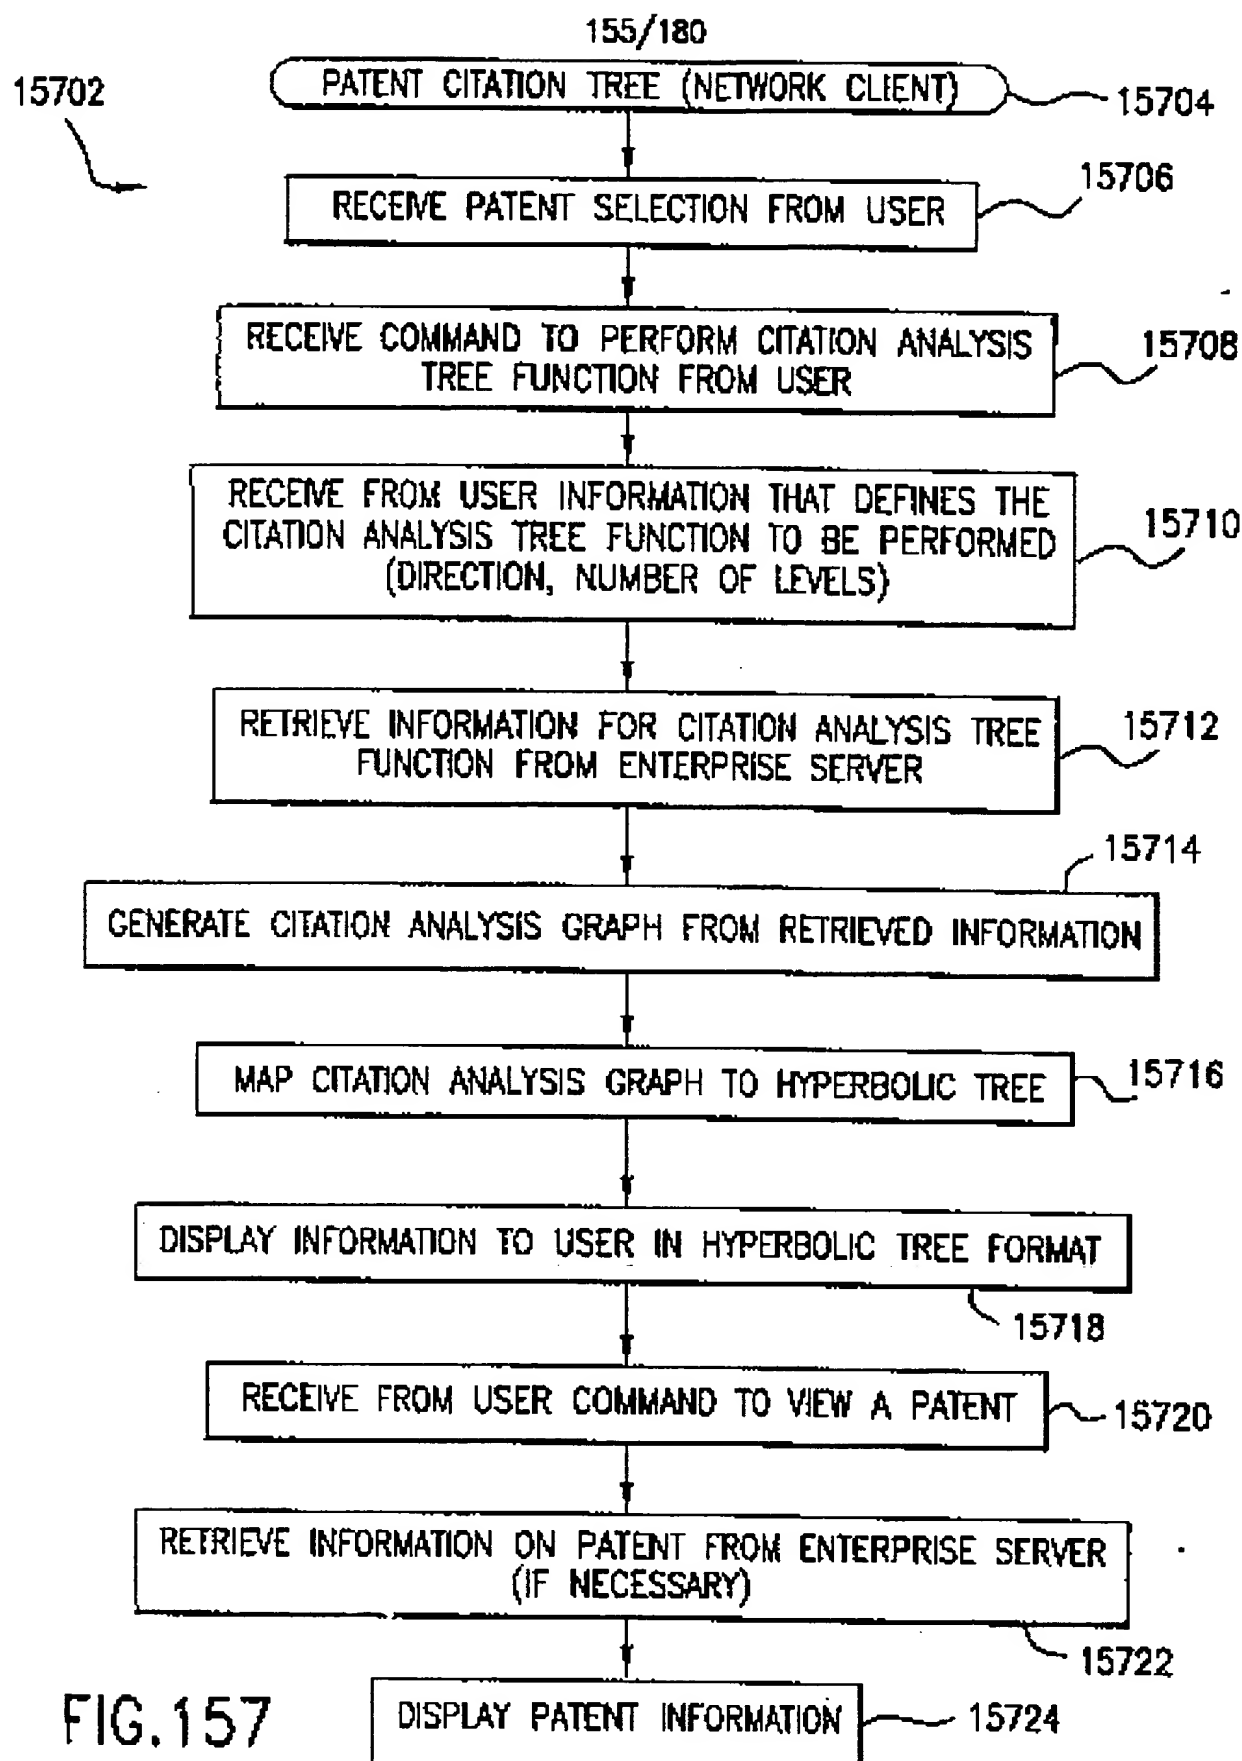 155/180
15702
PATENT CITATION TREE (NETWORK CLIENT)
15704
RECEIVE PATENT SELECTION FROM USER
15706
RECEIVE COMMAND TO PERFORM CITATION ANALYSIS
TREE FUNCTION FROM USER
15708
RECEIVE FROM USER INFORMATION THAT DEFINES THE
CITATION ANALYSIS TREE FUNCTION TO BE PERFORMED
(DIRECTION, NUMBER OF LEVELS)
15710
RETRIEVE INFORMATION FOR CITATION ANALYSIS TREE
FUNCTION FROM ENTERPRISE SERVER
15712
15714
GENERATE CITATION ANALYSIS GRAPH FROM RETRIEVED INFORMATION
MAP CITATION ANALYSIS GRAPH TO HYPERBOLIC TREE
15716
DISPLAY INFORMATION TO USER IN HYPERBOLIC TREE FORMAT
15718
RECEIVE FROM USER COMMAND TO VIEW A PATENT
15720
RETRIEVE INFORMATION ON PATENT FROM ENTERPRISE SERVER
(IF NECESSARY)
15722
DISPLAY PATENT INFORMATION
15724
FIG.157